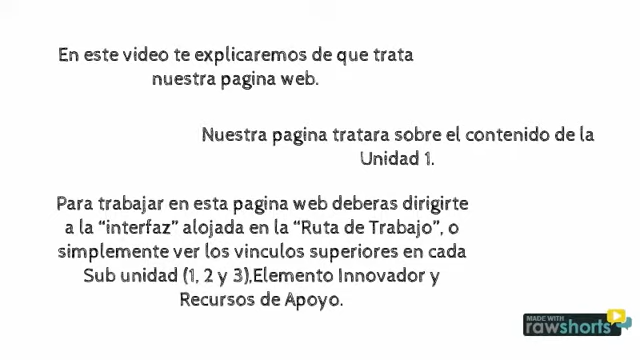 En este video te explicaremos de que trata
nuestra pagina web.
Nuestra pagina tratara sobre el contenido de la
Unidad 1.
Para trabajar en esta pagina web deberas dirigirte
a la “interfaz” alojada en la “Ruta de Trabajo”, o
simplemente ver los vinculos superiores en cada
Sub unidad (1, 2 y 3),Elemento Innovador y
Recursos de Apoyo.
MADE WITH
rawshorts